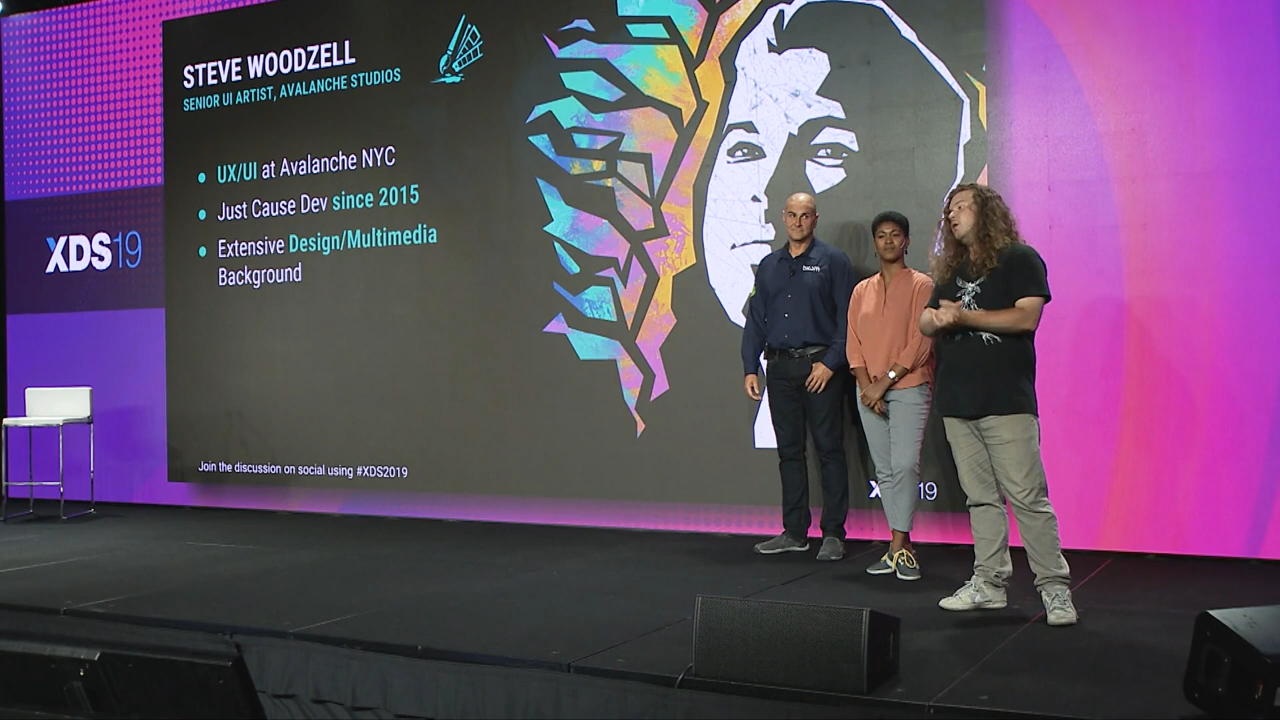 STEVE WOODZELL
SENIOR UI ARTIST, AVALANCHE STUDIOS
UX/UI at Avalanche NYC
Just Cause Dev since 2015
Extensive Design/Multimedia
Background
XDS19
Join the discussion on social using #XDS2019
19